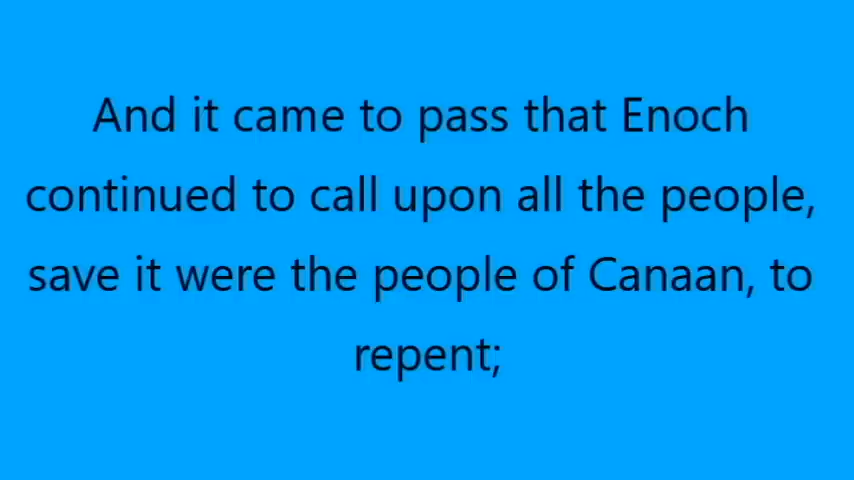 And it came to pass that Enoch
continued to call upon all the people,
save it were the people of Canaan, to
repent;